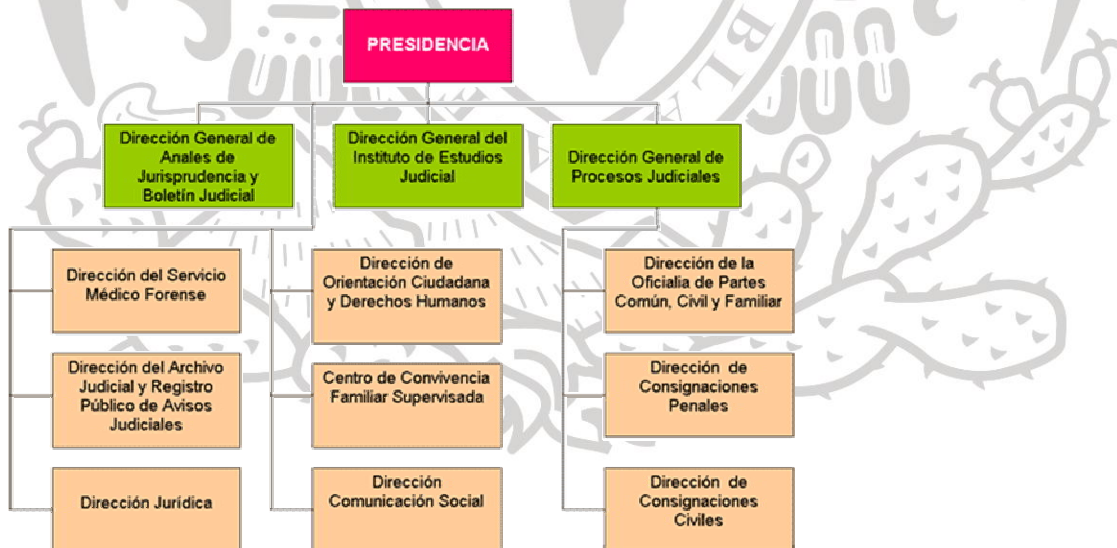 PRESIDENCIA
Dirección General de
Anales de
Jurisprudencia y
Boletín Judicial
Dirección General del
Instituto de Estudios
Judicial
Dirección General de
Procesos Judiciales
Dirección del Servicio
Médico Forense
Dirección de
Orientación Ciudadana
y Derechos Humanos
Dirección de la
Oficialia de Partes
Común, Civil y Familiar
Dirección del Archivo
Judicial y Registro
Público de Avisos
Judiciales
Centro de Convivencia
Familiar Supervisada
Dirección de
Consignaciones
Penales
Dirección Jurídica
Dirección
Comunicación Social
Dirección de
Consignaciones
Civiles